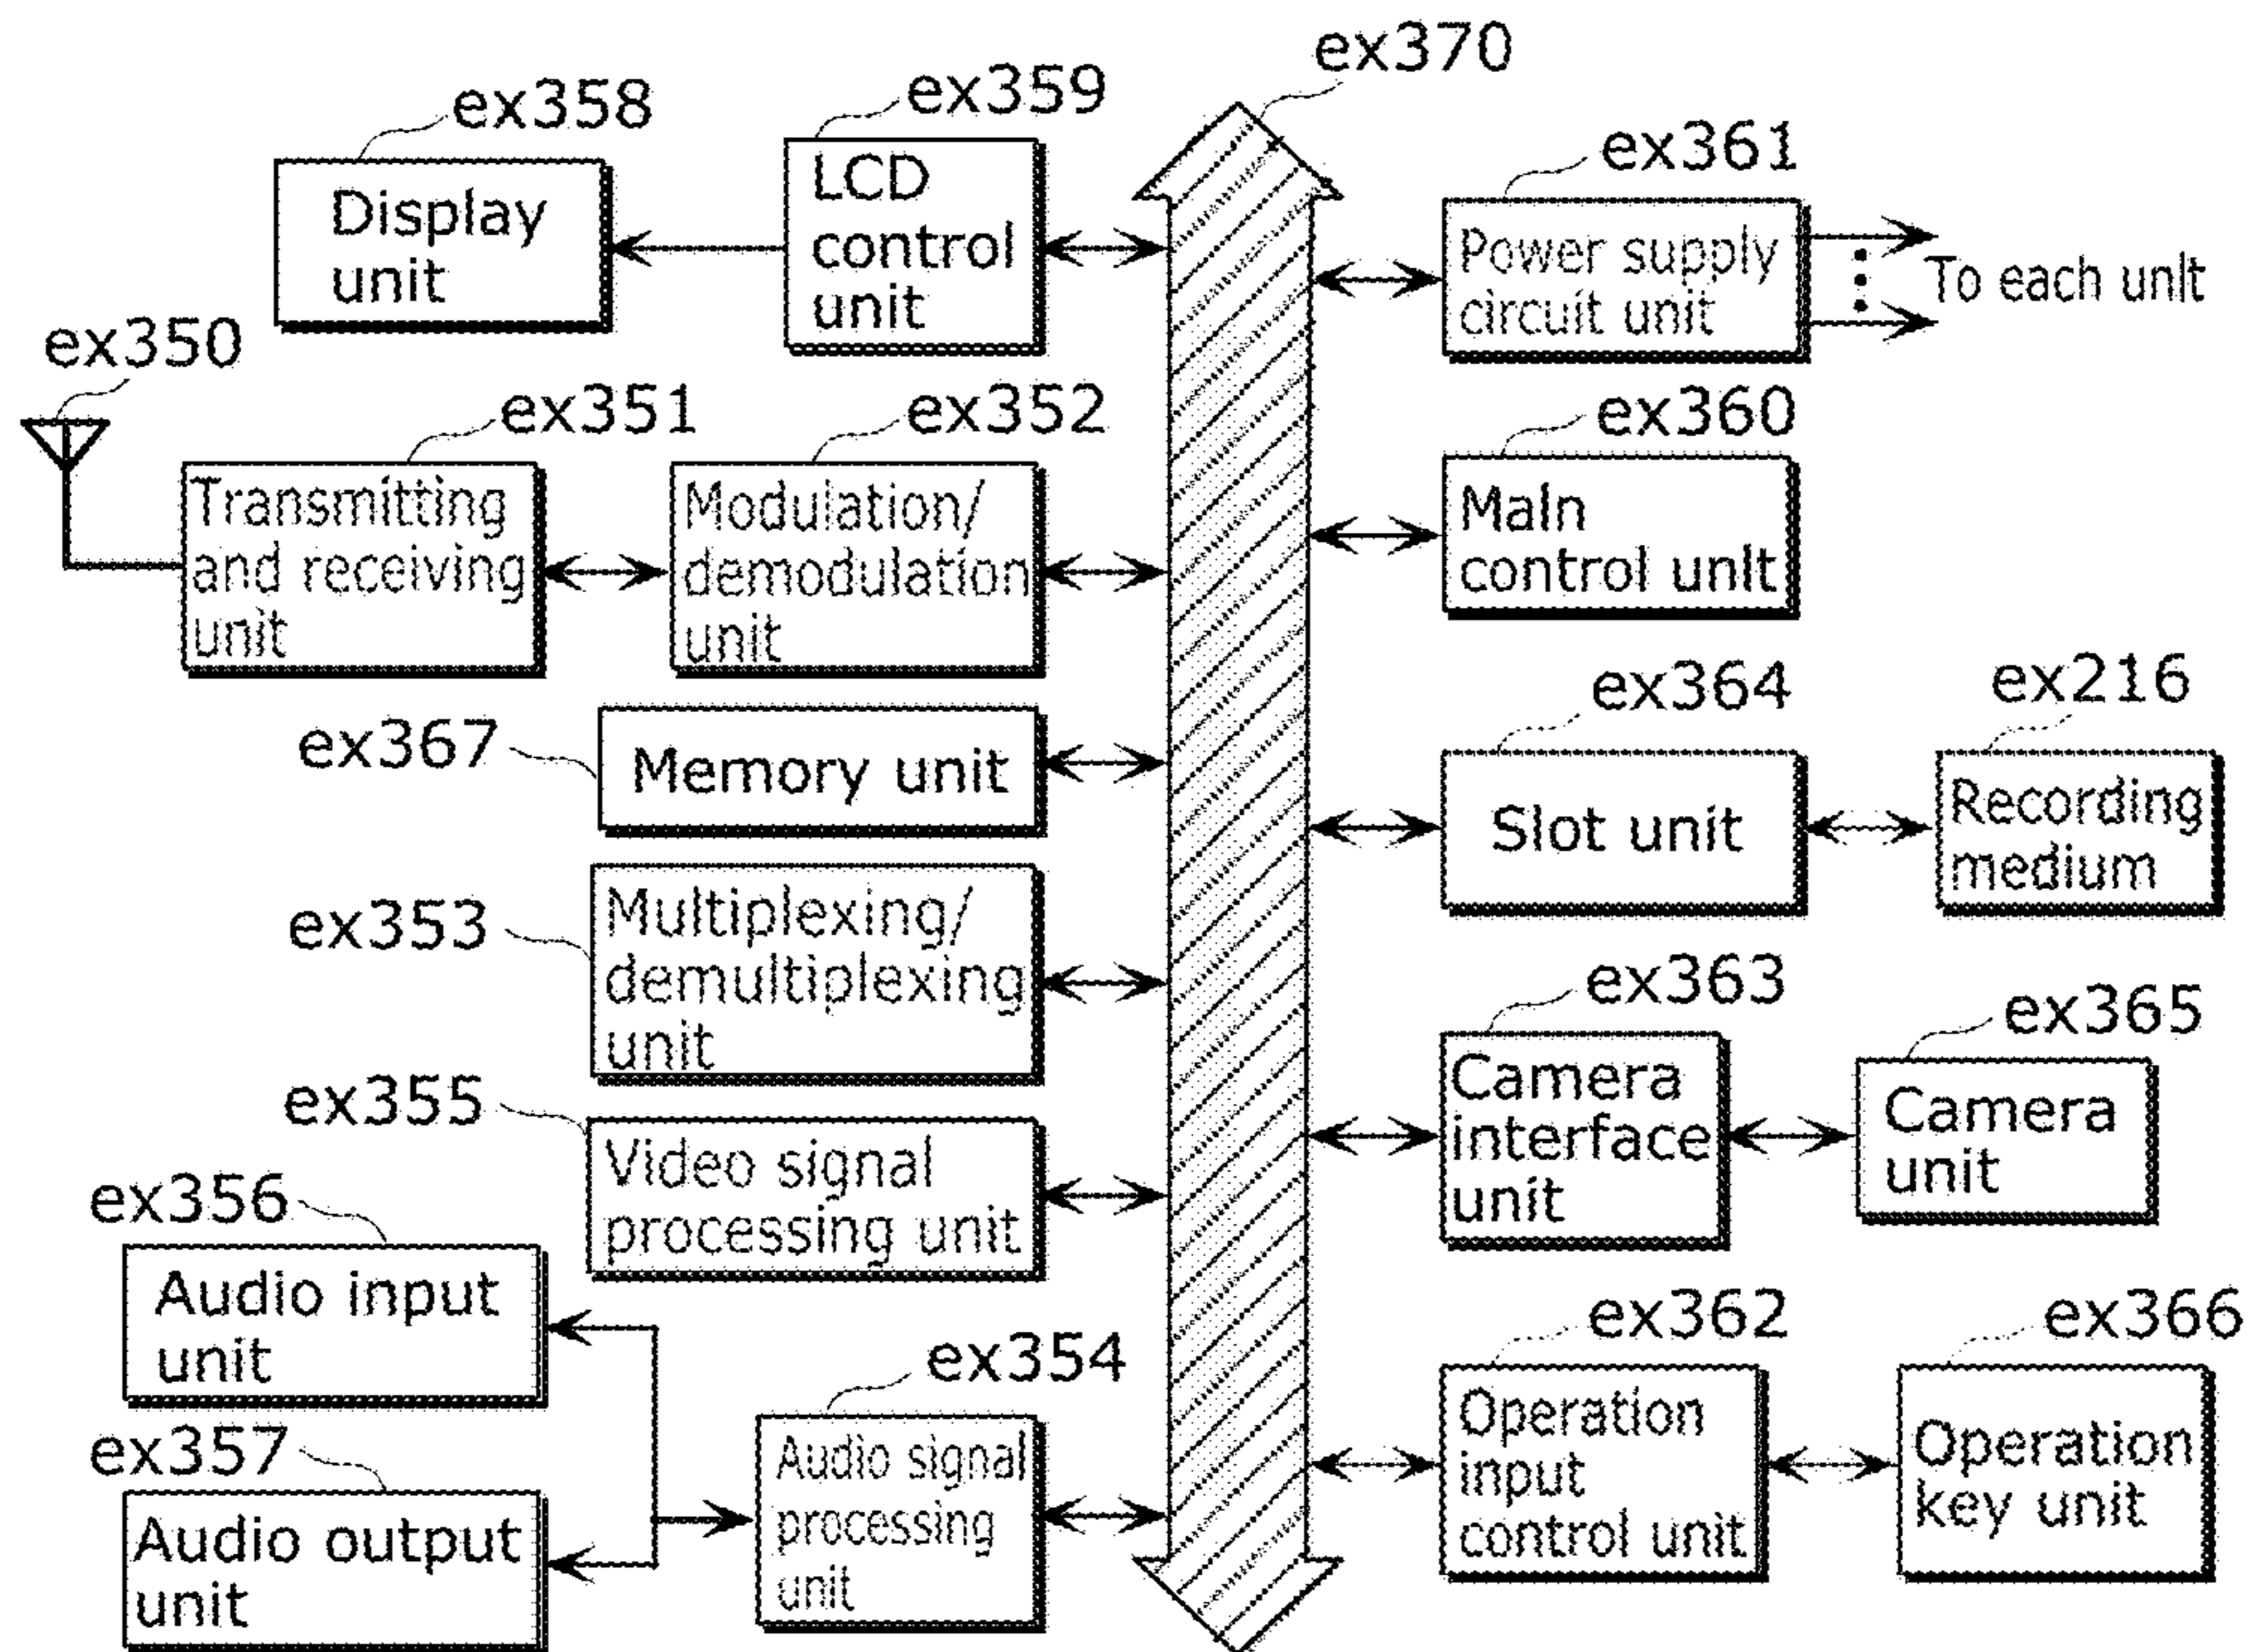 ex370
ex358
ex359
ex361
Display
unit
LCD
control
unit
Power supply
circuit unit
To each unit
ex350
ex351
ex352
ex360
Transmitting
and receiving
unit
Modulation/
demodulation
unit
Main
control unit
ex367
Memory unit
ex364
ex216
Slot unit
Recording
medium
ex353
Multiplexing/
demultiplexing
unit
ex363
ex365
Camera
interface
unit
Camera
unit
ex355
Video signal
processing unit
ex356
Audio input
unit
ex354
ex362
ex366
ex357
Audio output
unit
Audio signal
processing
unit
Operation
input
control unit
Operation
key unit